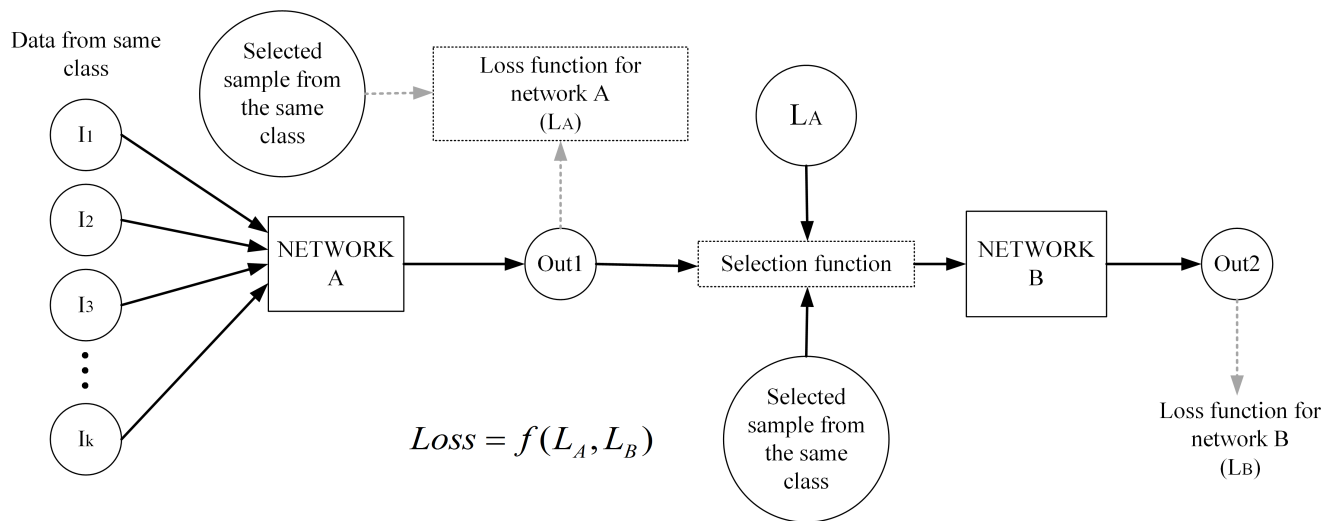 Data from same
class
I1
I2
I3
Ik
Selected
sample from
the same
class
Loss function for
network A
(LA)
NETWORK
A
Out1
LA
Selection function
Selected
sample from
the same
class
NETWORK
B
Out2
Loss function for
network B
(LB)
Loss = f(LA, LB)